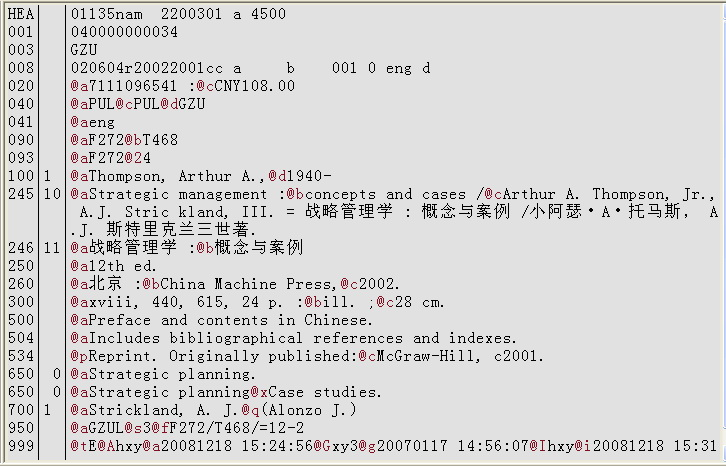 HEA 01135nam  2200301 a 4500
001 040000000034
003 GZU
008 020604r20022001cc a     b    001 0 eng d
020 @a7111096541 :@cCNY108.00
040 @aPUL@cPUL@dGZU
041 @aeng
090 @aF272@bT468
093 @aF272@24
100 1 @aThompson, Arthur A.,@d1940-
245 10 @aStrategic management :@bconcepts and cases /@cArthur A. Thompson, Jr.,
A.J. Stric kland, III. = 战略管理学 : 概念与案例 /小阿瑟·A·托马斯, A
.J. 斯特里克兰三世著.
246 11 @a战略管理学 :@b概念与案例
250 @a12th ed.
260 @a北京 :@bChina Machine Press,@c2002.
300 @axviii, 440, 615, 24 p. :@bill. ;@c28 cm.
500 @aPreface and contents in Chinese.
504 @aIncludes bibliographical references and indexes.
534 @pReprint. Originally published:@cMcGraw-Hill, c2001.
650 0 @aStrategic planning.
650 0 @aStrategic planning@xCase studies.
700 1 @aStrickland, A. J.@q(Alonzo J.)
950 @aGZUL@s3@fF272/T468/=12-2
999 @tE@Ahxy@a20081218 15:24:56@Gxy3@g20070117 14:56:07@Ihxy@i20081218 15:31